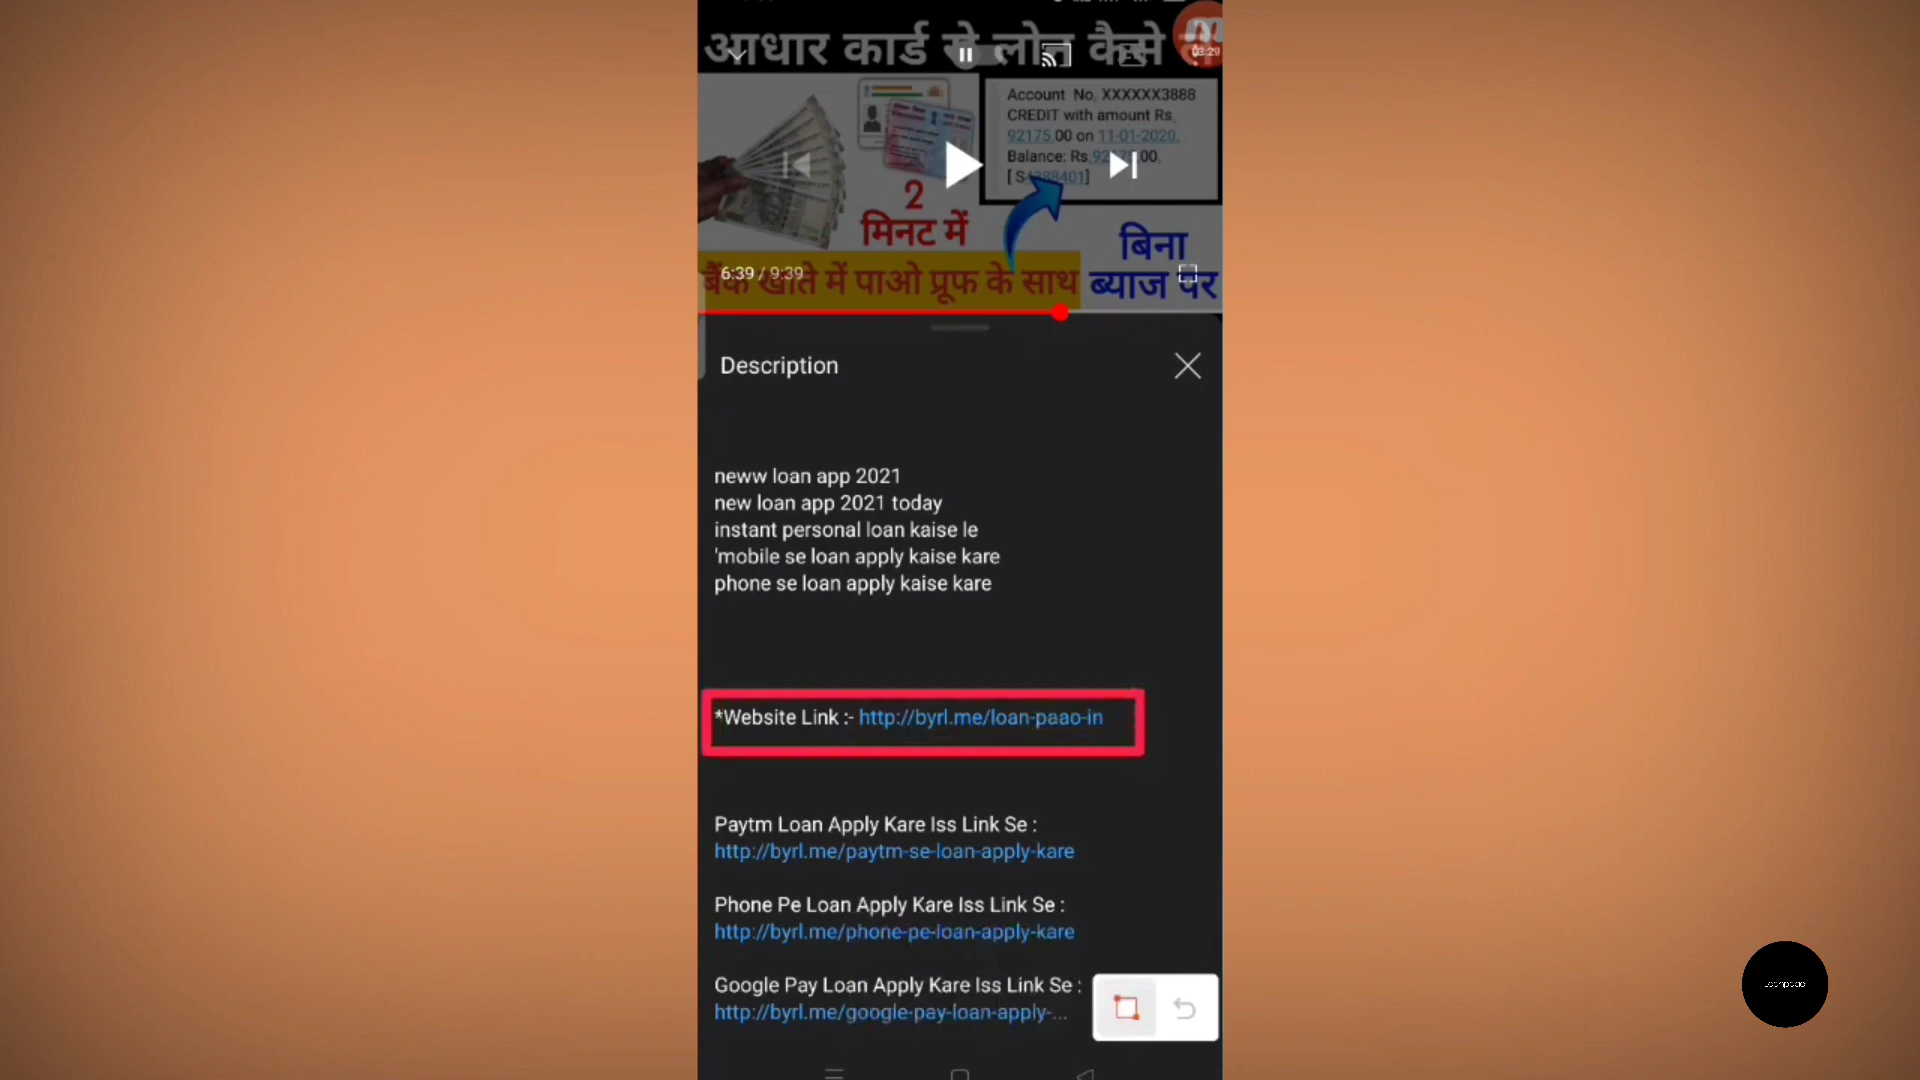 आधार कार्ड से लोन कैसे
03:29
Account No, XXXXXX3888
CREDIT with amount Rs,
92175.00 on 11-01-2020,
Balance: Rs
2
मिनट में
बिना
ब्याज पर
6:39 / 9:39
बैंक खाते में पाओ प्रूफ के साथ
Description
neww loan app 2021
new loan app 2021 today
instant personal loan kaise le
'mobile se loan apply kaise kare
phone se loan apply kaise kare
*Website Link :- http://byrl.me/loan-paao-in
Paytm Loan Apply Kare Iss Link Se :
http://byrl.me/paytm-se-loan-apply-kare
Phone Pe Loan Apply Kare Iss Link Se :
http://byrl.me/phone-pe-loan-apply-kare
Google Pay Loan Apply Kare Iss Link Se :
http://byrl.me/google-pay-loan-apply-...